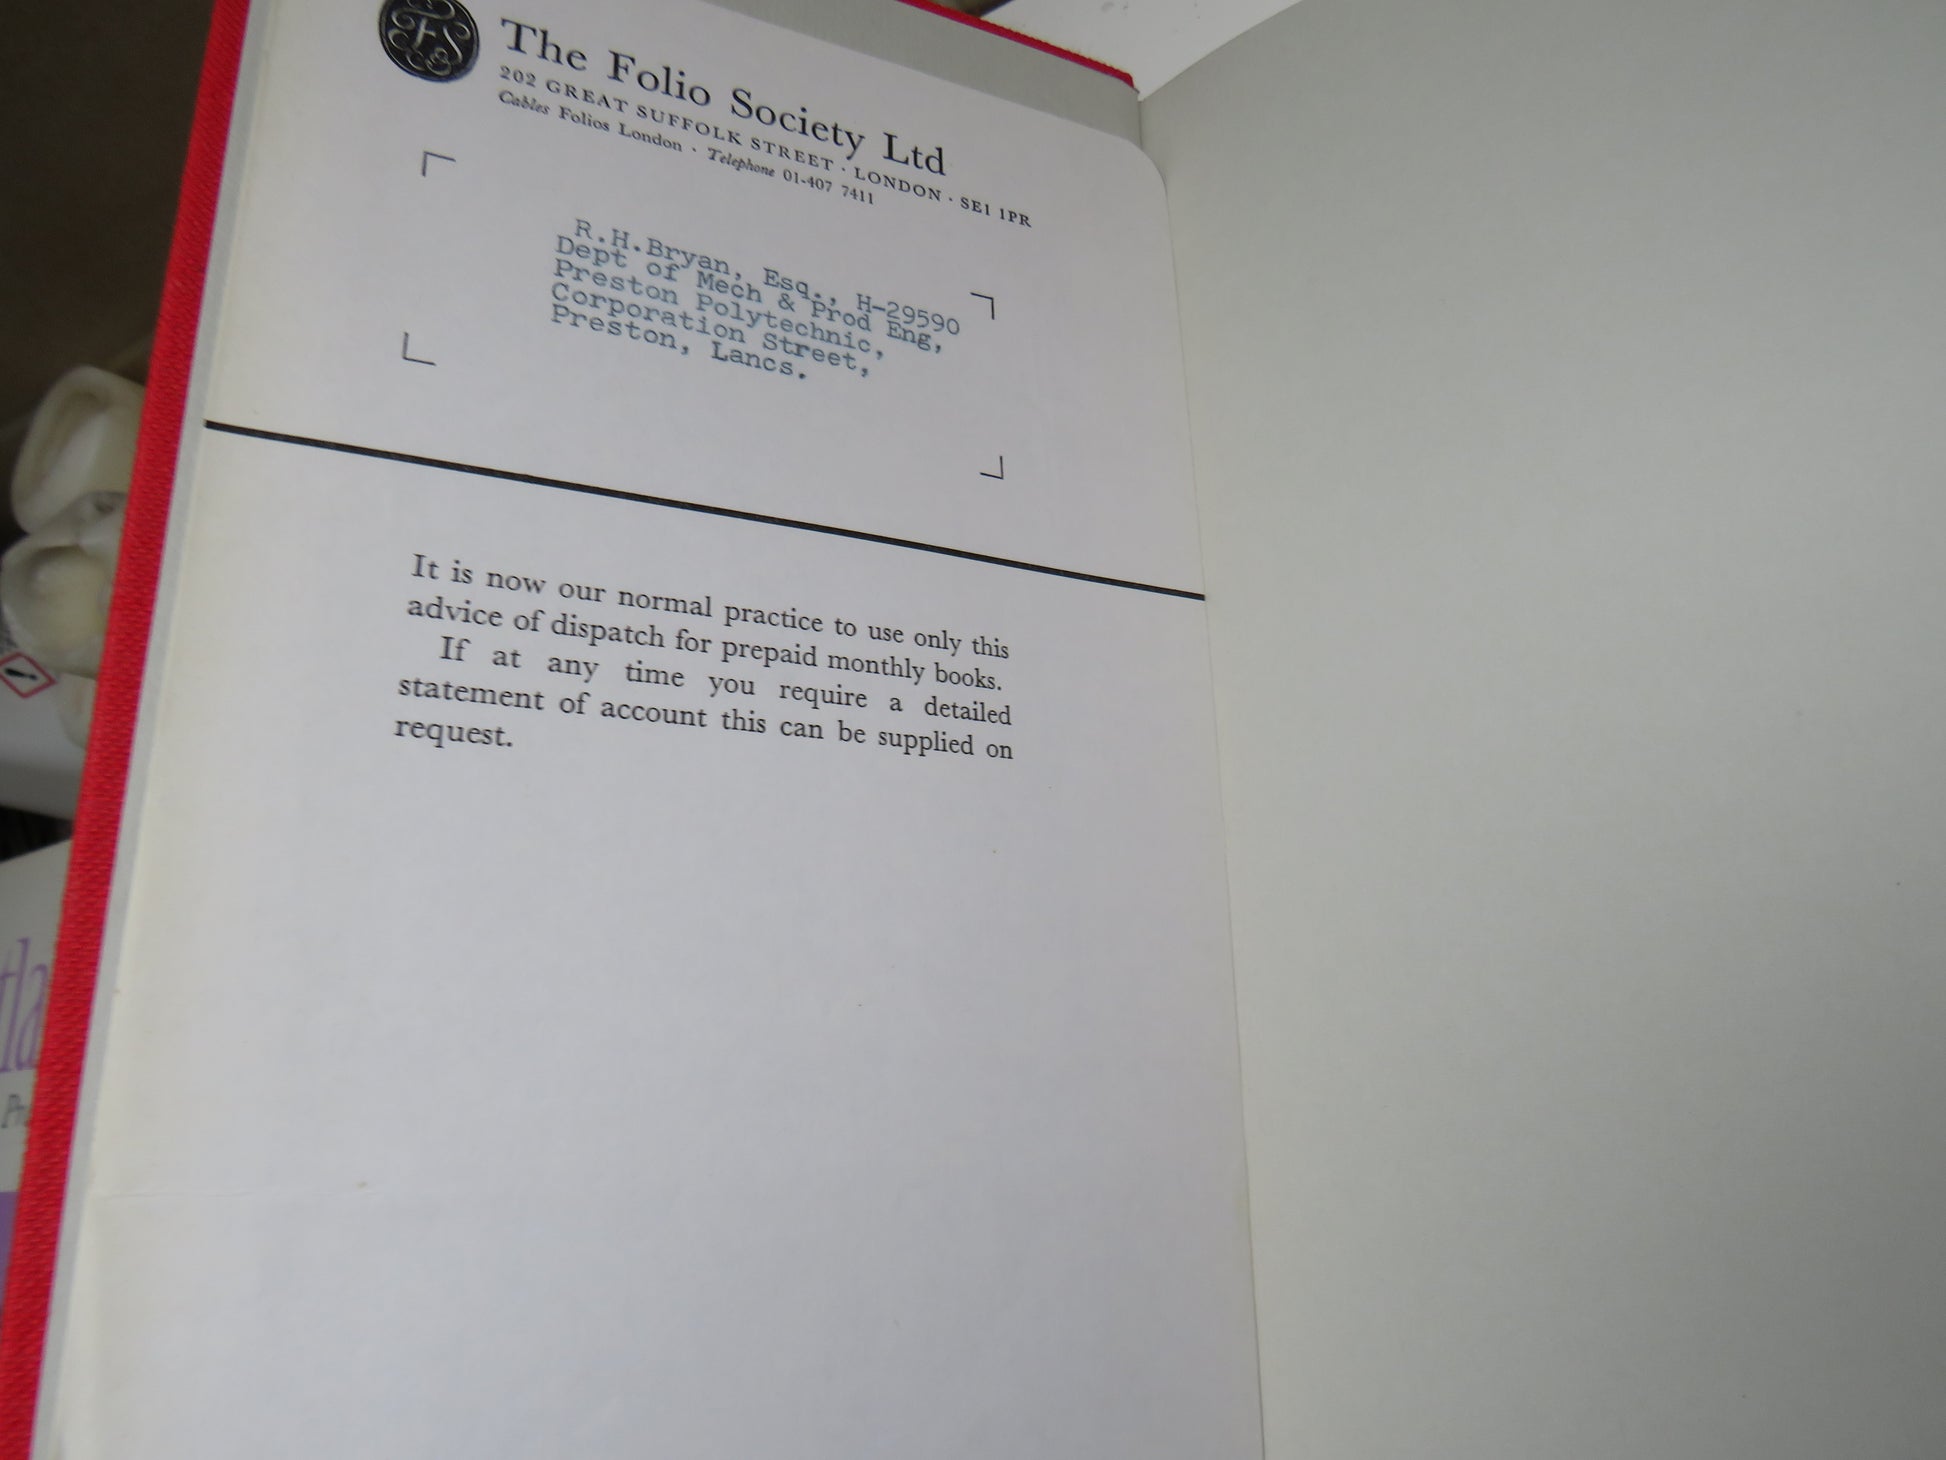 FS
The Folio Society Ltd
202 GREAT SUFFOLK STREET · LONDON · SE1 1PR
Cables Folios London · Telephone 01-407 7411
R.H.Bryan, Esq., H-29590
Dept of Mech & Prod Eng,
Preston Polytechnic,
Corporation Street,
Preston, Lancs.
It is now our normal practice to use only this
advice of dispatch for prepaid monthly books.
If at any time you require a detailed
statement of account this can be supplied on
request.
tla